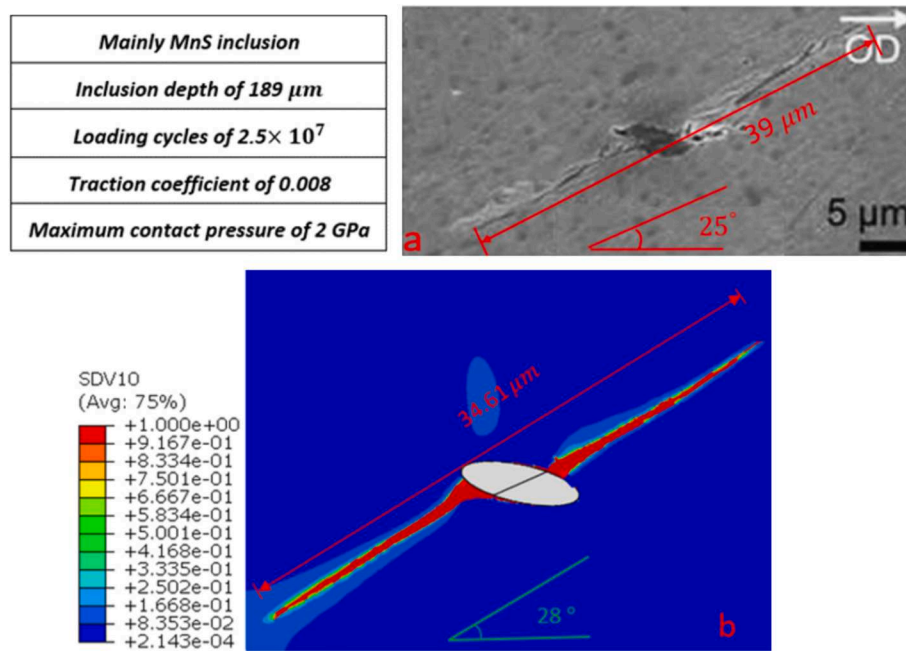 Mainly MnS inclusion
Inclusion depth of 189 μm
Loading cycles of 2.5× 10⁷
Traction coefficient of 0.008
Maximum contact pressure of 2 GPa
OD
39 μm
25°
5 μm
a
34.61 μm
SDV10
(Avg: 75%)
+1.000e+00
+9.167e-01
+8.334e-01
+7.501e-01
+6.667e-01
+5.834e-01
+5.001e-01
+4.168e-01
+3.335e-01
+2.502e-01
+1.668e-01
+8.353e-02
+2.143e-04
28°
b